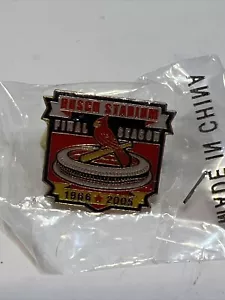 BUSCH STADIUM
FINAL SEASON
1966 2005
MADE IN CHINA